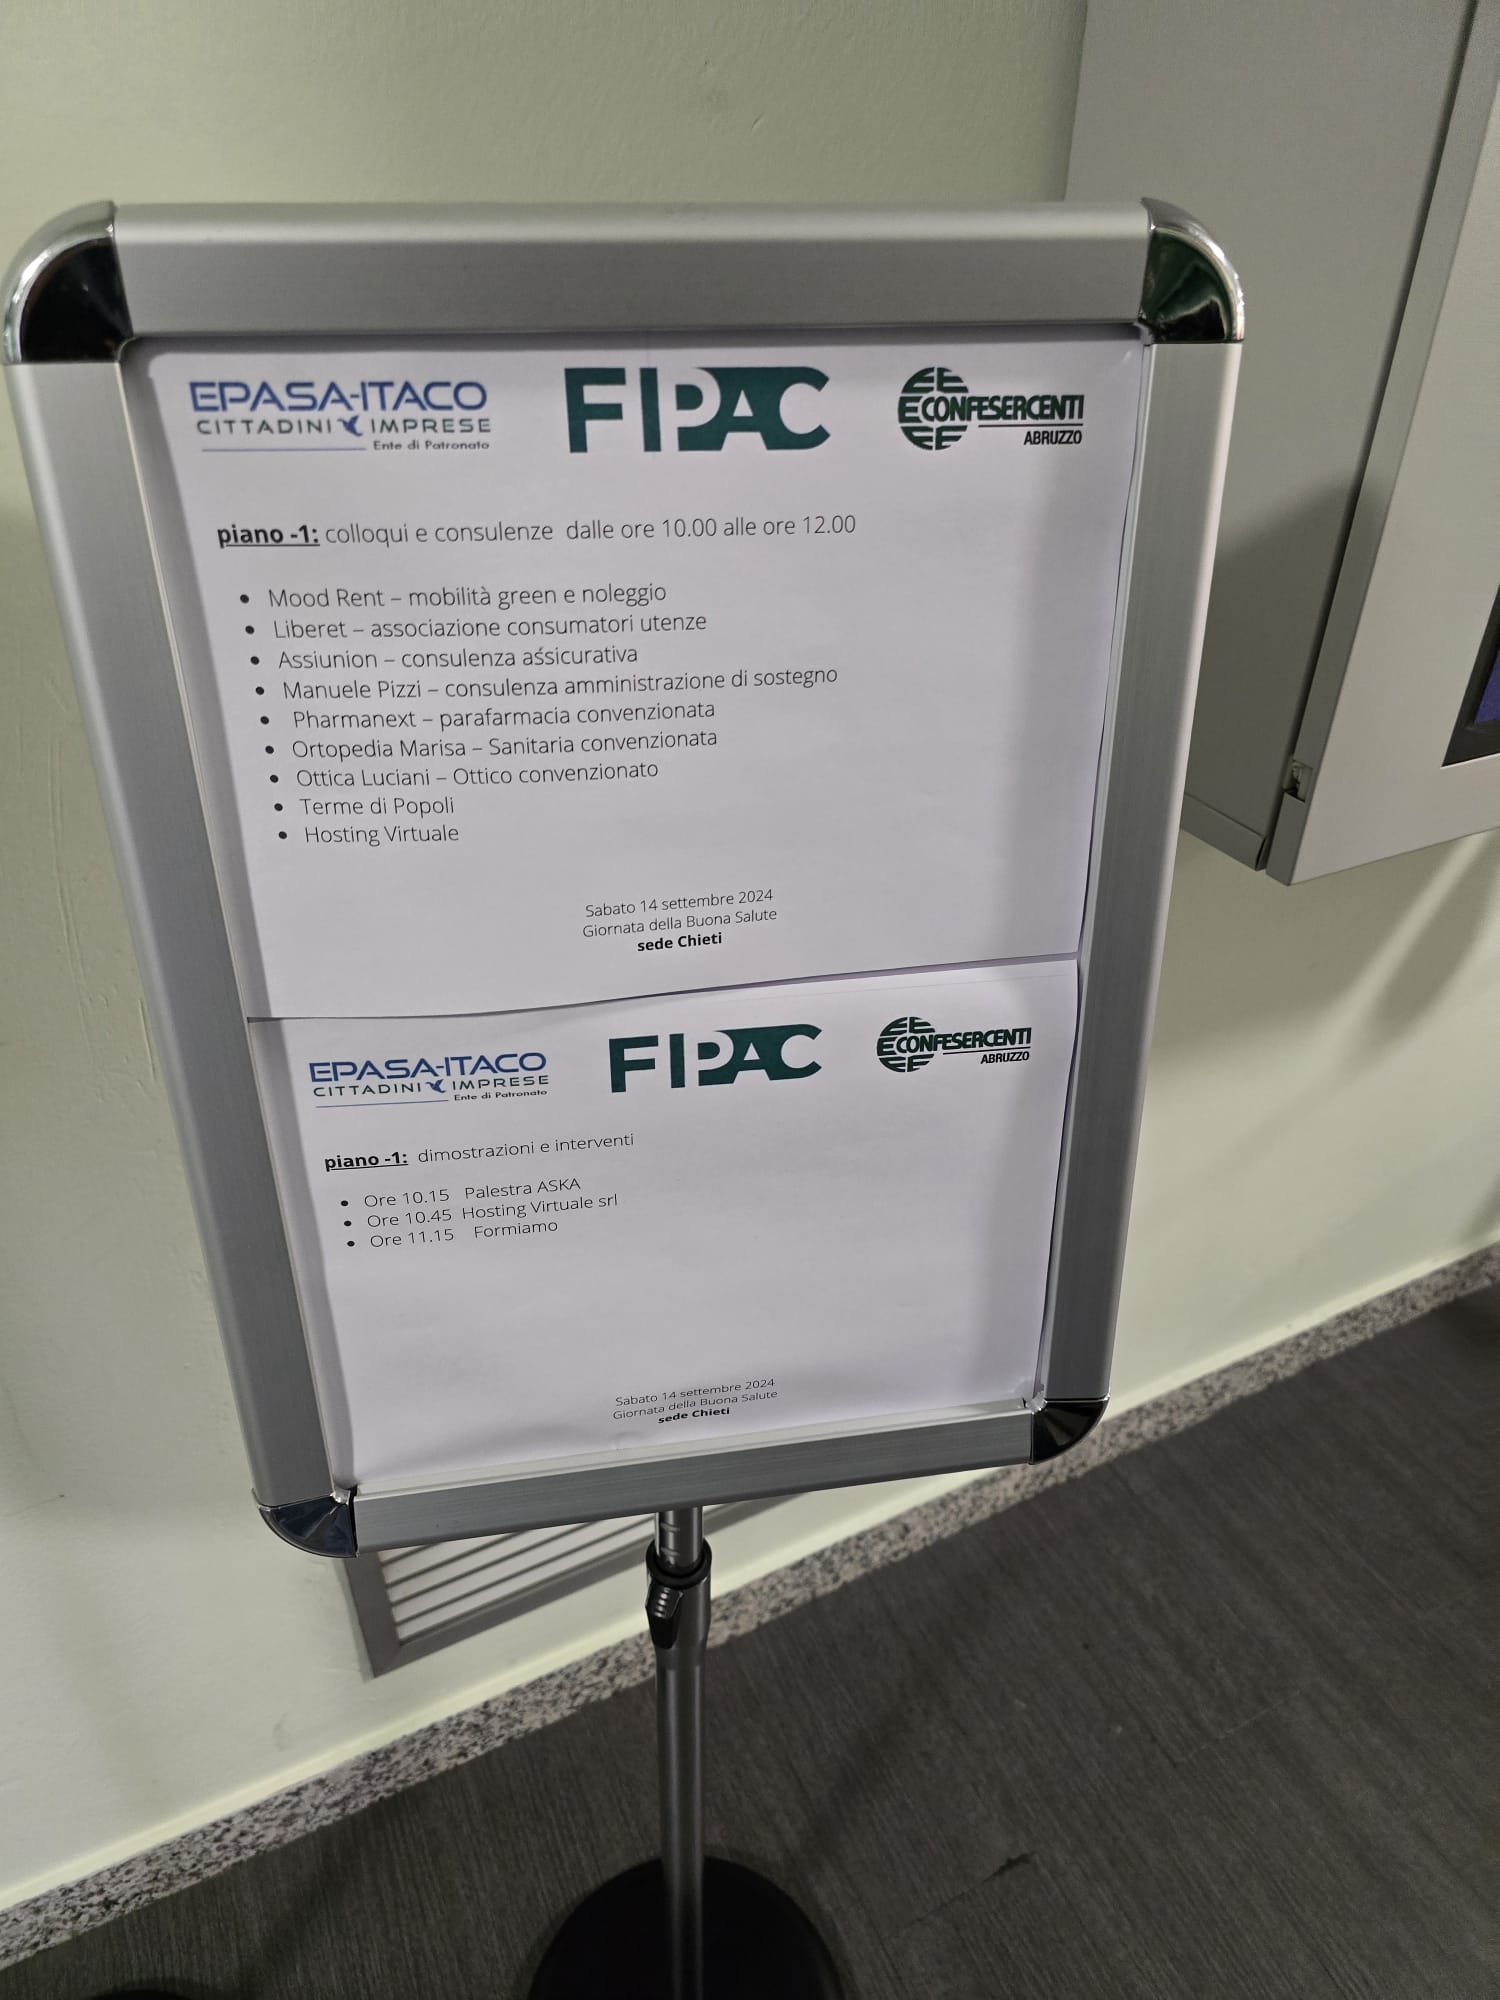 EPASA-ITACO
CITTADINI IMPRESE
Ente di Patronato
FIPAC
CONFESERCENTI
ABRUZZO
piano -1: colloqui e consulenze dalle ore 10.00 alle ore 12.00
• Mood Rent – mobilità green e noleggio
• Liberet – associazione consumatori utenze
• Assiunion – consulenza assicurativa
• Manuele Pizzi – consulenza amministrazione di sostegno
• Pharmanext – parafarmacia convenzionata
• Ortopedia Marisa – Sanitaria convenzionata
• Ottica Luciani – Ottico convenzionato
• Terme di Popoli
• Hosting Virtuale
Sabato 14 settembre 2024
Giornata della Buona Salute
sede Chieti
EPASA-ITACO
CITTADINI IMPRESE
Ente di Patronato
FIPAC
CONFESERCENTI
ABRUZZO
piano -1: dimostrazioni e interventi
• Ore 10.15 Palestra ASKA
• Ore 10.45 Hosting Virtuale srl
• Ore 11.15 Formiamo
Sabato 14 settembre 2024
Giornata della Buona Salute
sede Chieti